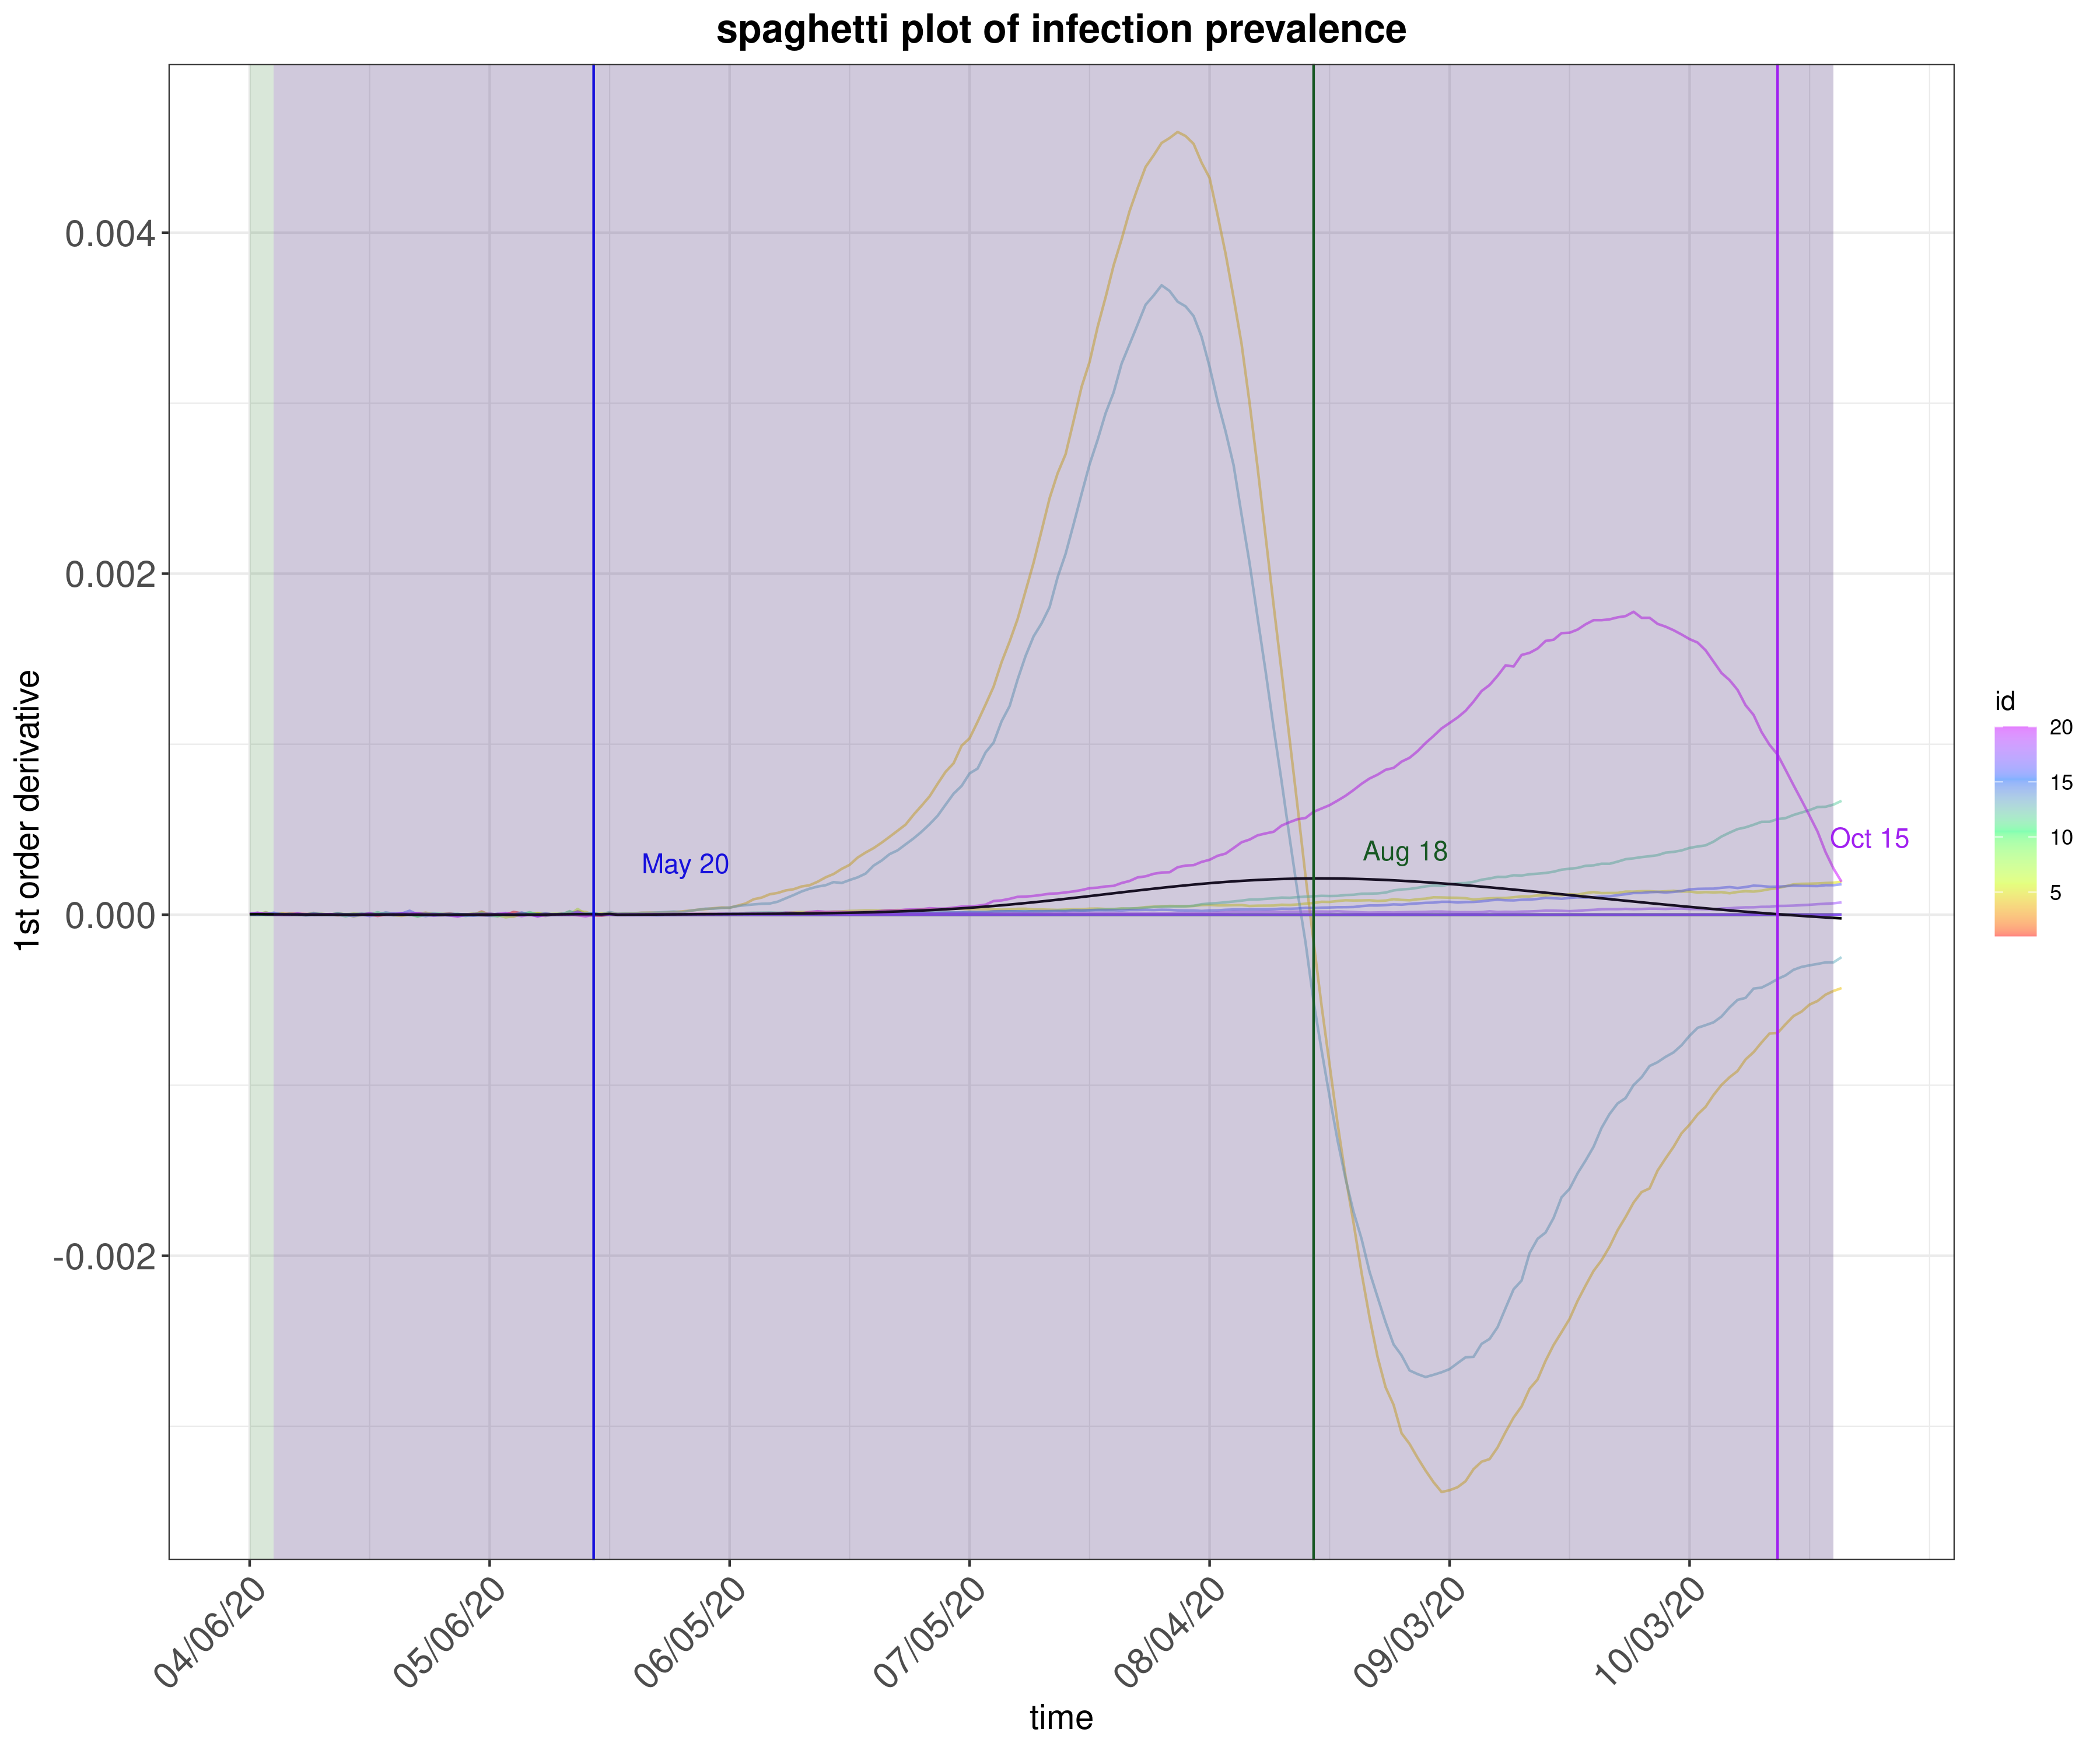 spaghetti plot of infection prevalence
0.004
0.002
0.000
-0.002
1st order derivative
May 20
Aug 18
Oct 15
id
20
15
10
5
04/06/20
05/06/20
06/05/20
07/05/20
08/04/20
09/03/20
10/03/20
time